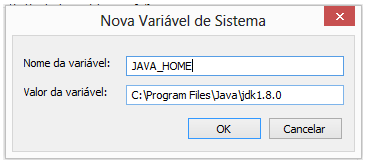 Nova Variável de Sistema
Nome da variável: JAVA_HOME
Valor da variável: C:\Program Files\Java\jdk1.8.0
OK Cancelar